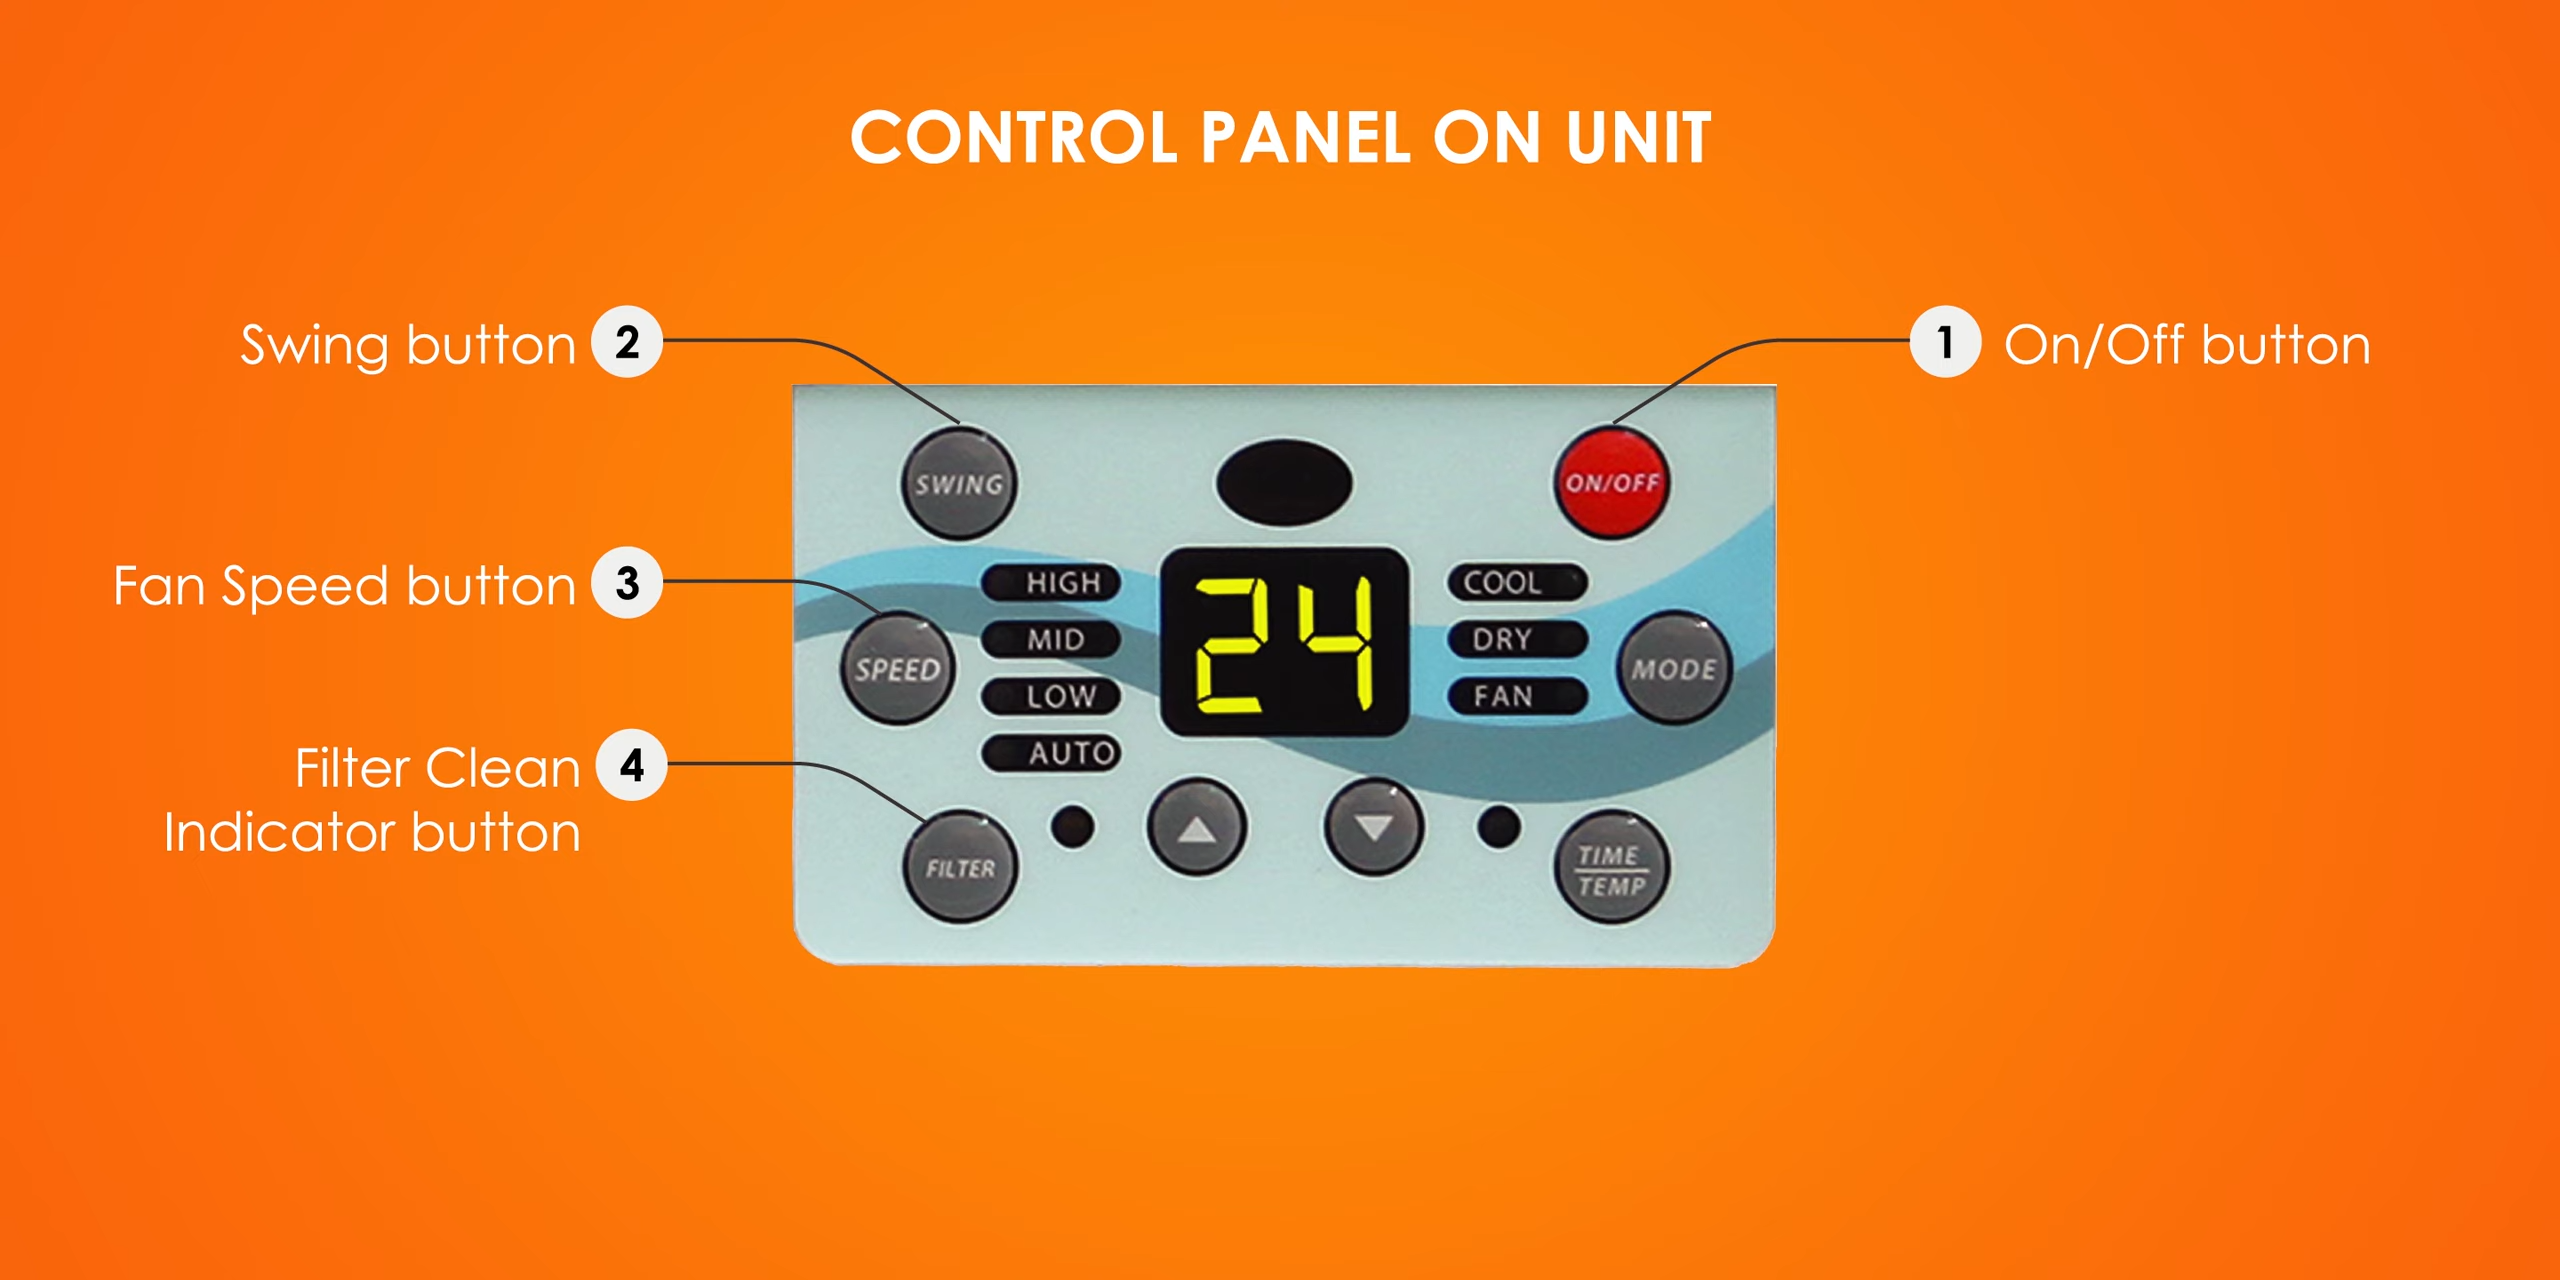 CONTROL PANEL ON UNIT
Swing button 2
1 On/Off button
SWING
ON/OFF
Fan Speed button 3
HIGH
MID
LOW
AUTO
24
COOL
DRY
FAN
SPEED
MODE
Filter Clean 4
Indicator button
FILTER
TIME
TEMP